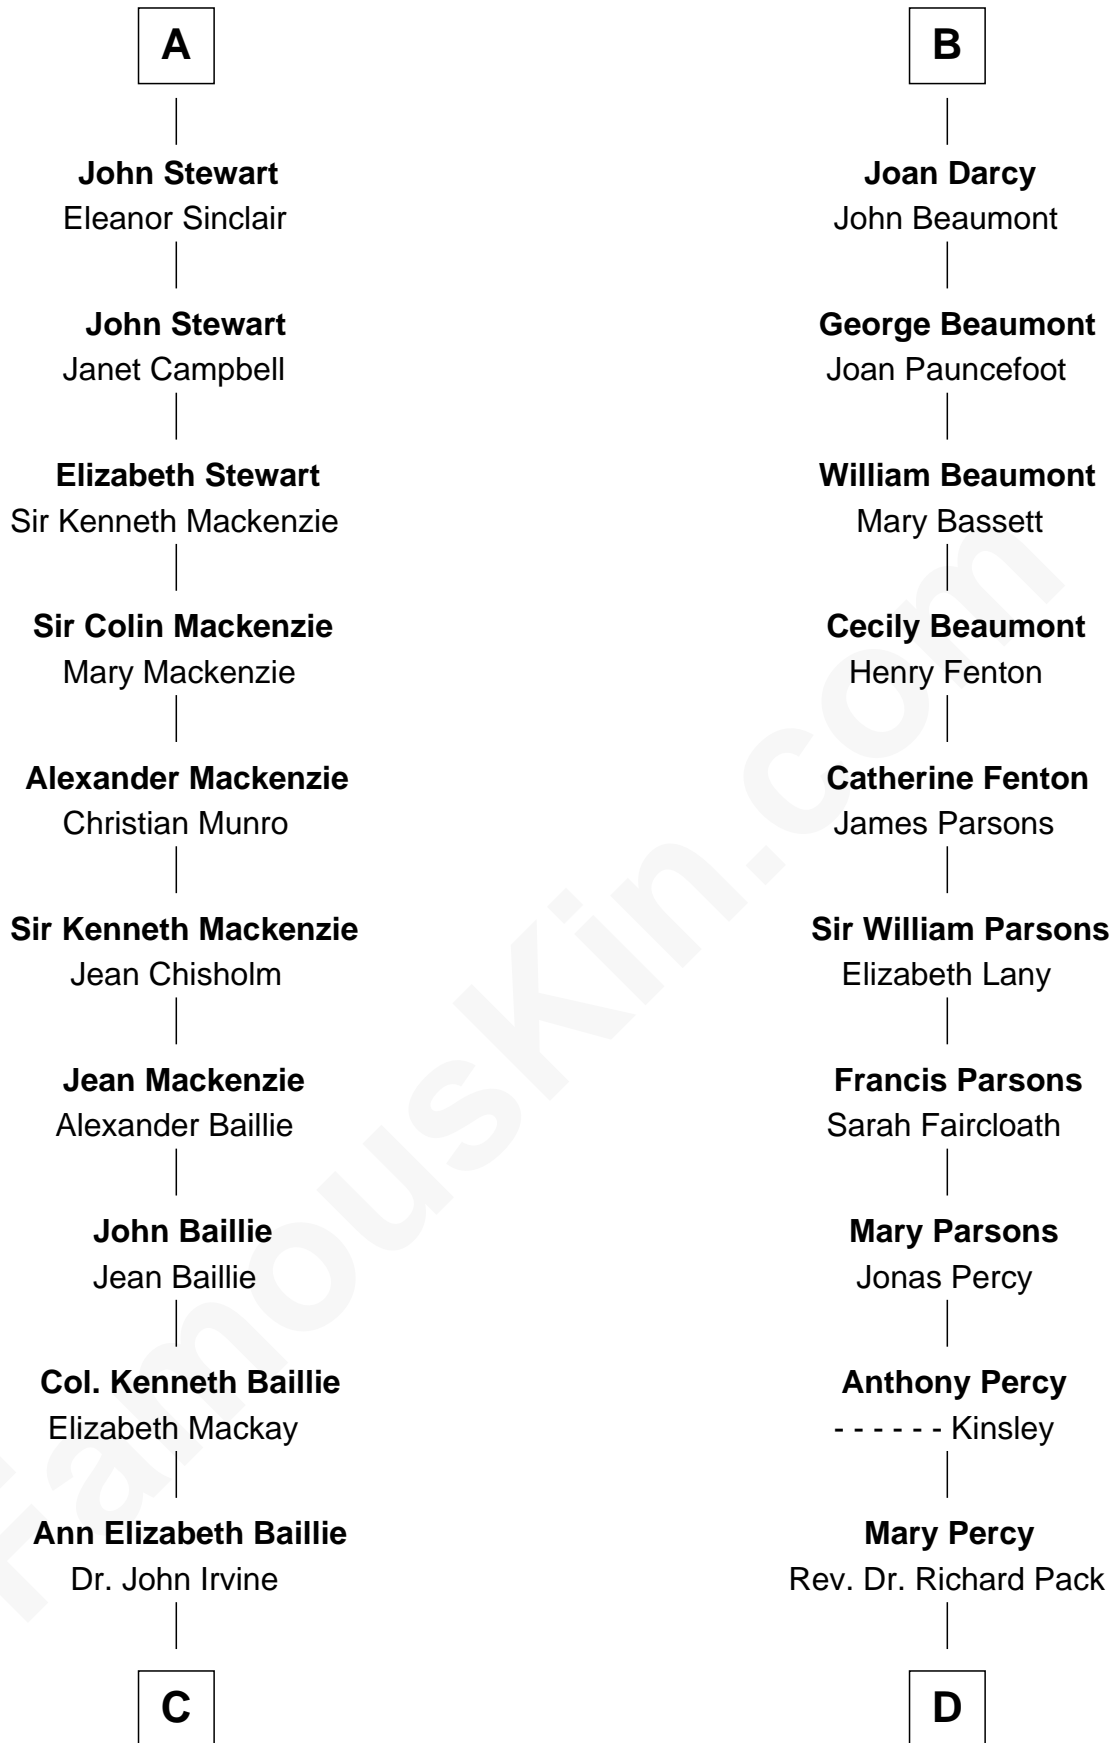 A
John Stewart
Eleanor Sinclair
John Stewart
Janet Campbell
Elizabeth Stewart
Sir Kenneth Mackenzie
Sir Colin Mackenzie
Mary Mackenzie
Alexander Mackenzie
Christian Munro
Sir Kenneth Mackenzie
Jean Chisholm
Jean Mackenzie
Alexander Baillie
John Baillie
Jean Baillie
Col. Kenneth Baillie
Elizabeth Mackay
Ann Elizabeth Baillie
Dr. John Irvine
C
B
Joan Darcy
John Beaumont
George Beaumont
Joan Pauncefoot
William Beaumont
Mary Bassett
Cecily Beaumont
Henry Fenton
Catherine Fenton
James Parsons
Sir William Parsons
Elizabeth Lany
Francis Parsons
Sarah Faircloath
Mary Parsons
Jonas Percy
Anthony Percy
- - - - - - Kinsley
Mary Percy
Rev. Dr. Richard Pack
D
FamousKin.com